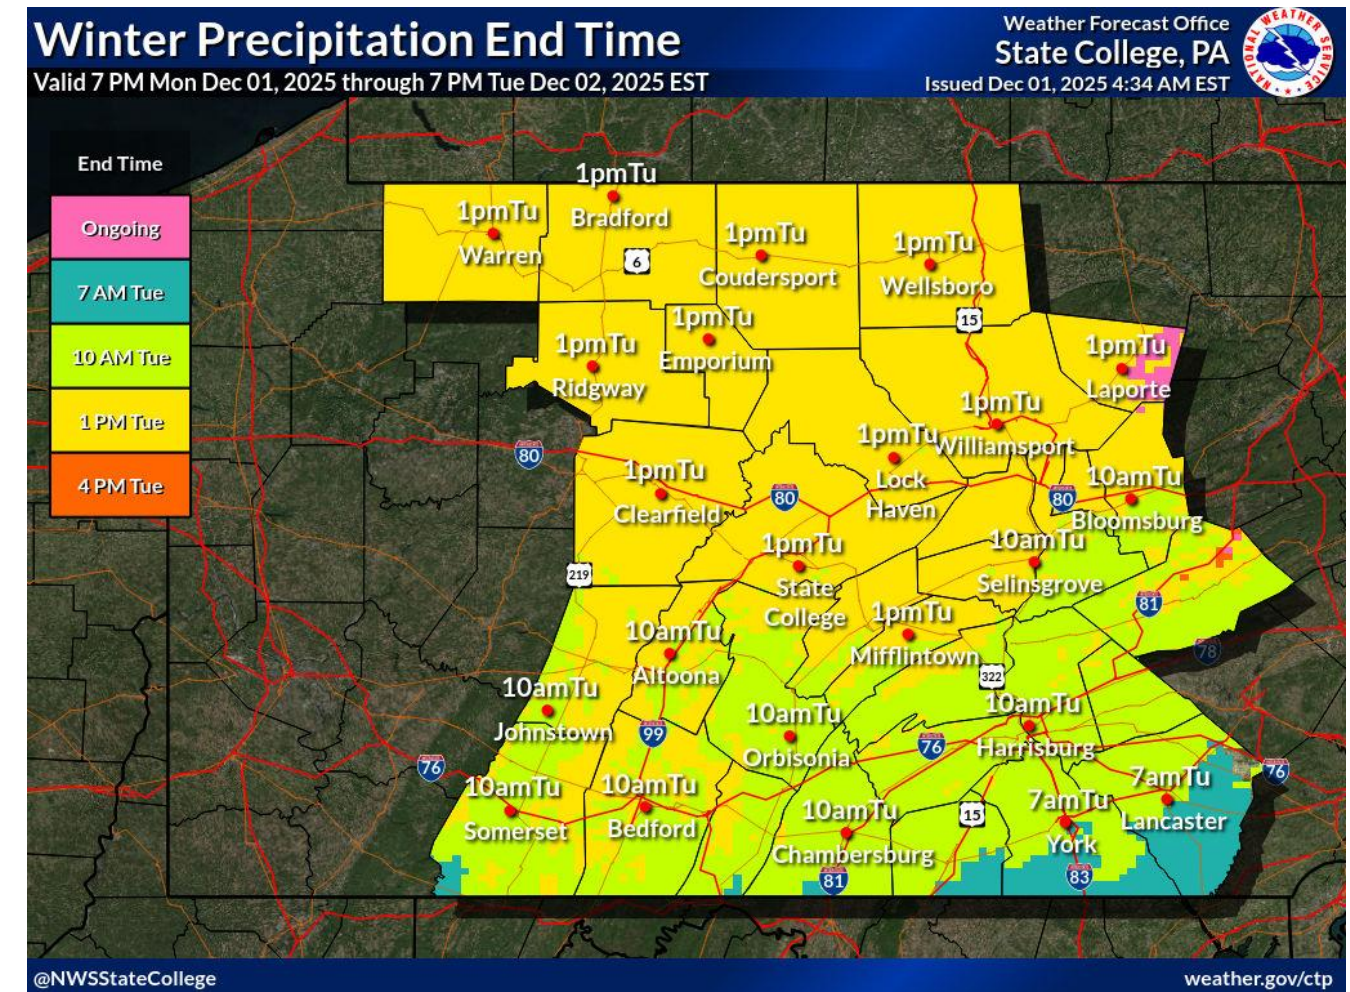 Winter Precipitation End Time
Valid 7 PM Mon Dec 01, 2025 through 7 PM Tue Dec 02, 2025 EST
Weather Forecast Office
State College, PA
Issued Dec 01, 2025 4:34 AM EST
NATIONAL WEATHER SERVICE
End Time
Ongoing
7 AM Tue
10 AM Tue
1 PM Tue
4 PM Tue
1pmTu
Bradford
1pmTu
Warren
6
1pmTu
Coudersport
1pmTu
Wellsboro
15
1pmTu
Emporium
1pmTu
Ridgway
1pmTu
Laporte
1pmTu
Williamsport
1pmTu
Lock
Haven
80
1pmTu
Clearfield
80
80
10amTu
Bloomsburg
10amTu
Selinsgrove
1pmTu
State
College
219
81
1pmTu
Mifflintown
10amTu
Altoona
78
322
10amTu
Johnstown
99
10amTu
Orbisonia
76
10amTu
Harrisburg
76
76
10amTu
Somerset
10amTu
Bedford
10amTu
Chambersburg
15
7amTu
York
7amTu
Lancaster
81
83
@NWSStateCollege
weather.gov/ctp